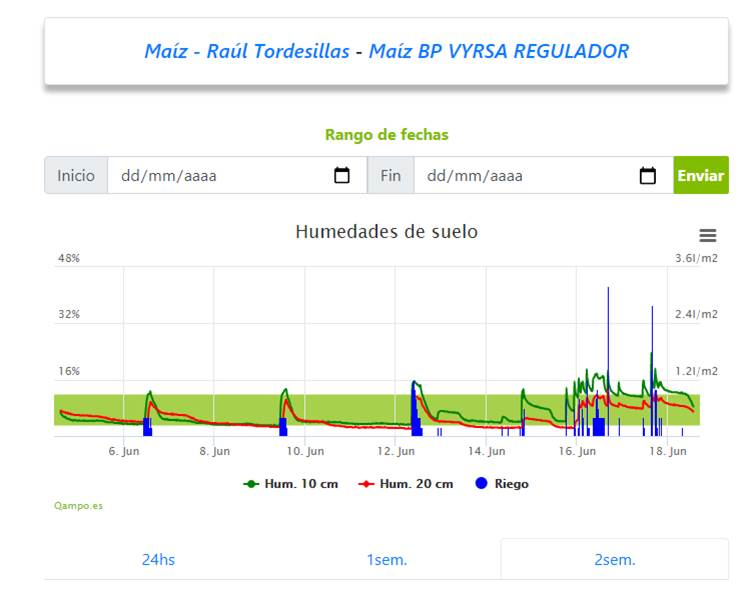 Maíz - Raúl Tordesillas - Maíz BP VYRSA REGULADOR
Rango de fechas
Inicio dd/mm/aaaa Fin dd/mm/aaaa Enviar
Humedades de suelo
48% 3.6l/m2
32% 2.4l/m2
16% 1.2l/m2
6. Jun 8. Jun 10. Jun 12. Jun 14. Jun 16. Jun 18. Jun
Hum. 10 cm Hum. 20 cm Riego
Qampo.es
24hs 1sem. 2sem.